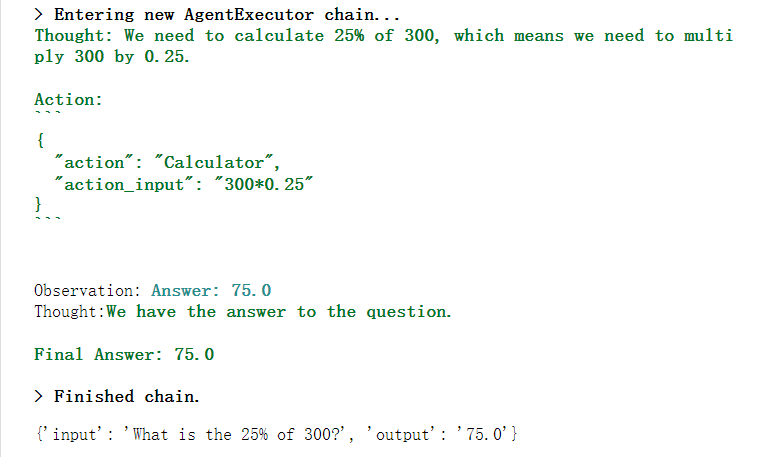 > Entering new AgentExecutor chain...
Thought: We need to calculate 25% of 300, which means we need to multi
ply 300 by 0.25.
Action:
```
{
  "action": "Calculator",
  "action_input": "300*0.25"
}
```
Observation: Answer: 75.0
Thought:We have the answer to the question.
Final Answer: 75.0
> Finished chain.
{'input': 'What is the 25% of 300?', 'output': '75.0'}